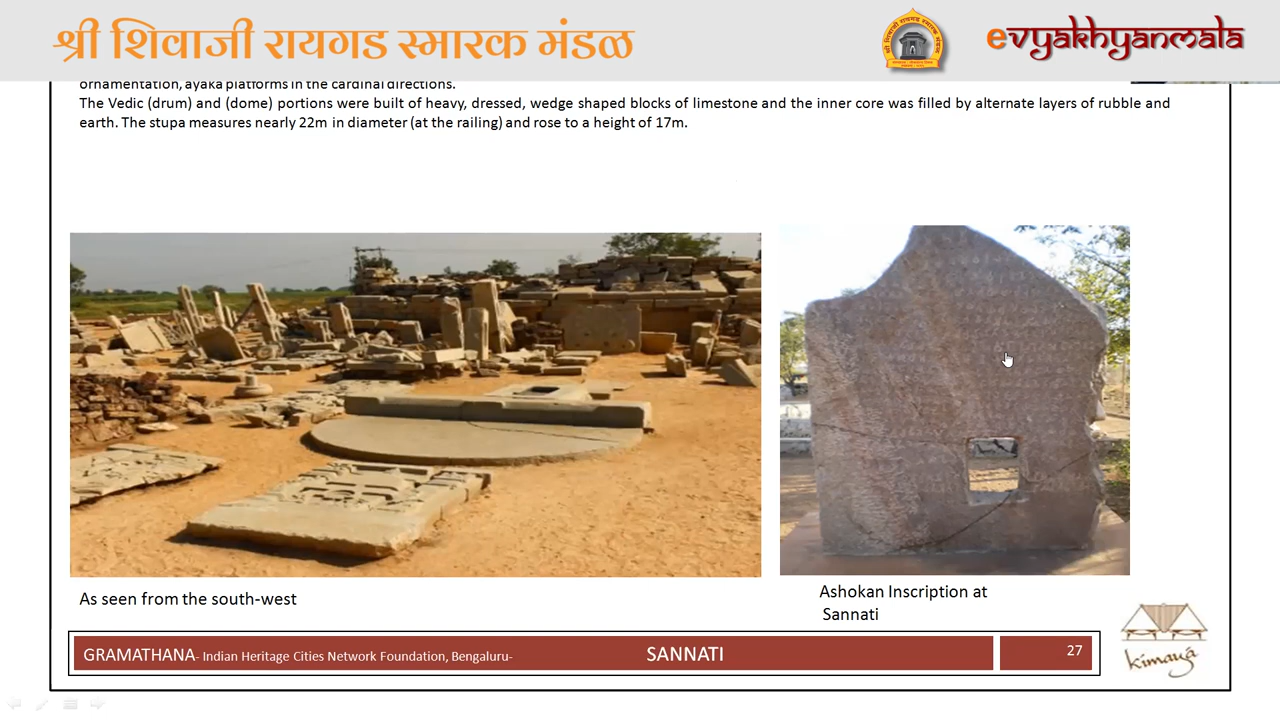 श्री शिवाजी रायगड स्मारक मंडळ
evyakhyanmala
ornamentation, ayaka platforms in the cardinal directions.
The Vedic (drum) and (dome) portions were built of heavy, dressed, wedge shaped blocks of limestone and the inner core was filled by alternate layers of rubble and
earth. The stupa measures nearly 22m in diameter (at the railing) and rose to a height of 17m.
As seen from the south-west
Ashokan Inscription at
Sannati
GRAMATHANA- Indian Heritage Cities Network Foundation, Bengaluru-
SANNATI
27
kimaya